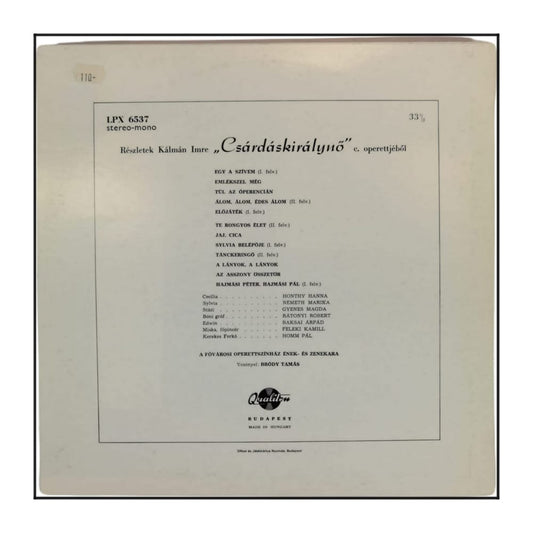 110.-
LPX 6537
stereo-mono
33⅓
Részletek Kálmán Imre „Csárdáskirálynő” c. operettjéből
EGY A SZÍVEM (I. felv.)
EMLÉKSZEL MÉG
TÚL AZ ÓPERENCIÁN
ÁLOM, ÁLOM, ÉDES ÁLOM (II. felv.)
ELŐJÁTÉK (I. felv.)
TE RONGYOS ÉLET (II. felv.)
JAJ, CICA
SYLVIA BELÉPŐJE (I. felv.)
TÁNCKERINGŐ (II. felv.)
A LÁNYOK, A LÁNYOK
AZ ASSZONY ÖSSZETÖR
HAJMÁSI PÉTER, HAJMÁSI PÁL (I. felv.)
Cecilia . . . . . . . . . . HONTHY HANNA
Sylvia . . . . . . . . . . NÉMETH MARIKA
Stázi . . . . . . . . . . GYENES MAGDA
Boni gróf . . . . . . . . . . RÁTONYI RÓBERT
Edwin . . . . . . . . . . BAKSAI ÁRPÁD
Miska, főpincér . . . . . . . . . . FELEKI KAMILL
Kerekes Ferkó . . . . . . . . . . HOMM PÁL
A FŐVÁROSI OPERETTSZÍNHÁZ ÉNEK- ÉS ZENEKARA
Vezényel: BRÓDY TAMÁS
Qualiton
BUDAPEST
MADE IN HUNGARY